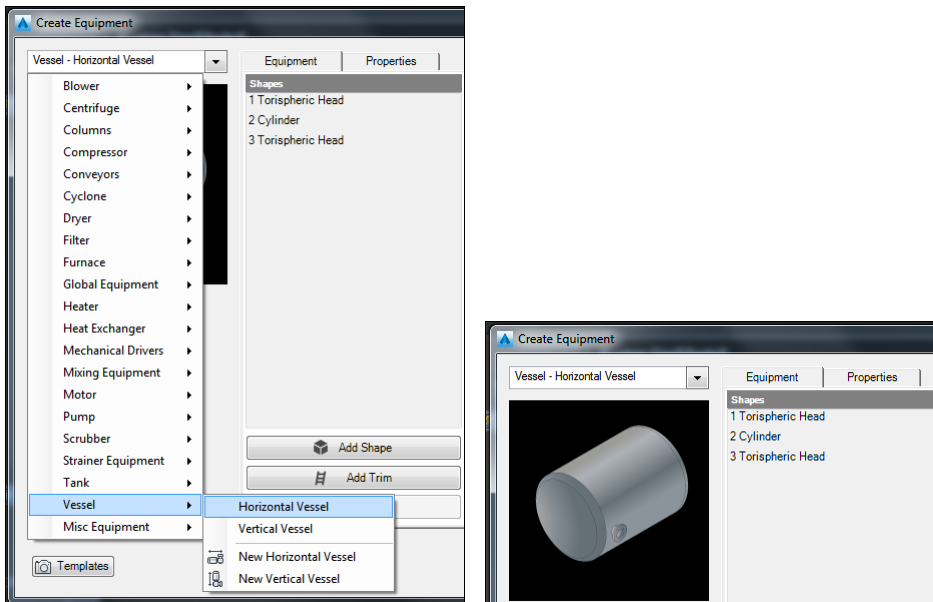 Create Equipment
Vessel - Horizontal Vessel
Equipment
Properties
Shapes
1 Torispheric Head
2 Cylinder
3 Torispheric Head
Blower
Centrifuge
Columns
Compressor
Conveyors
Cyclone
Dryer
Filter
Furnace
Global Equipment
Heater
Heat Exchanger
Mechanical Drivers
Mixing Equipment
Motor
Pump
Scrubber
Strainer Equipment
Tank
Vessel
Misc Equipment
Horizontal Vessel
Vertical Vessel
New Horizontal Vessel
New Vertical Vessel
Add Shape
Add Trim
Templates
Create Equipment
Vessel - Horizontal Vessel
Equipment
Properties
Shapes
1 Torispheric Head
2 Cylinder
3 Torispheric Head